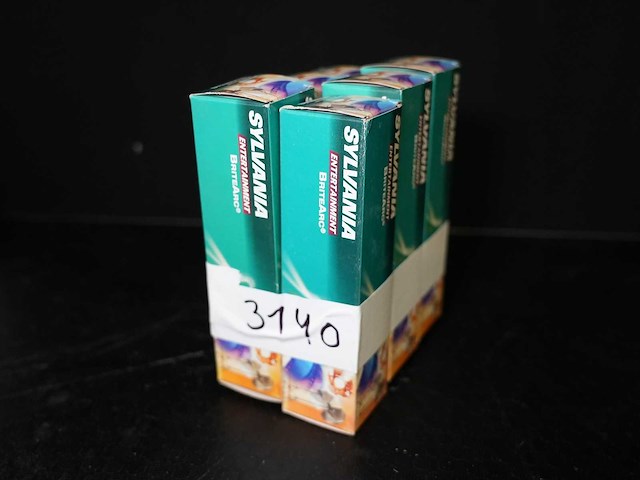 SYLVANIA
ENTERTAINMENT
BRITEARC®
SYLVANIA
ENTERTAINMENT
BRITEARC®
3140